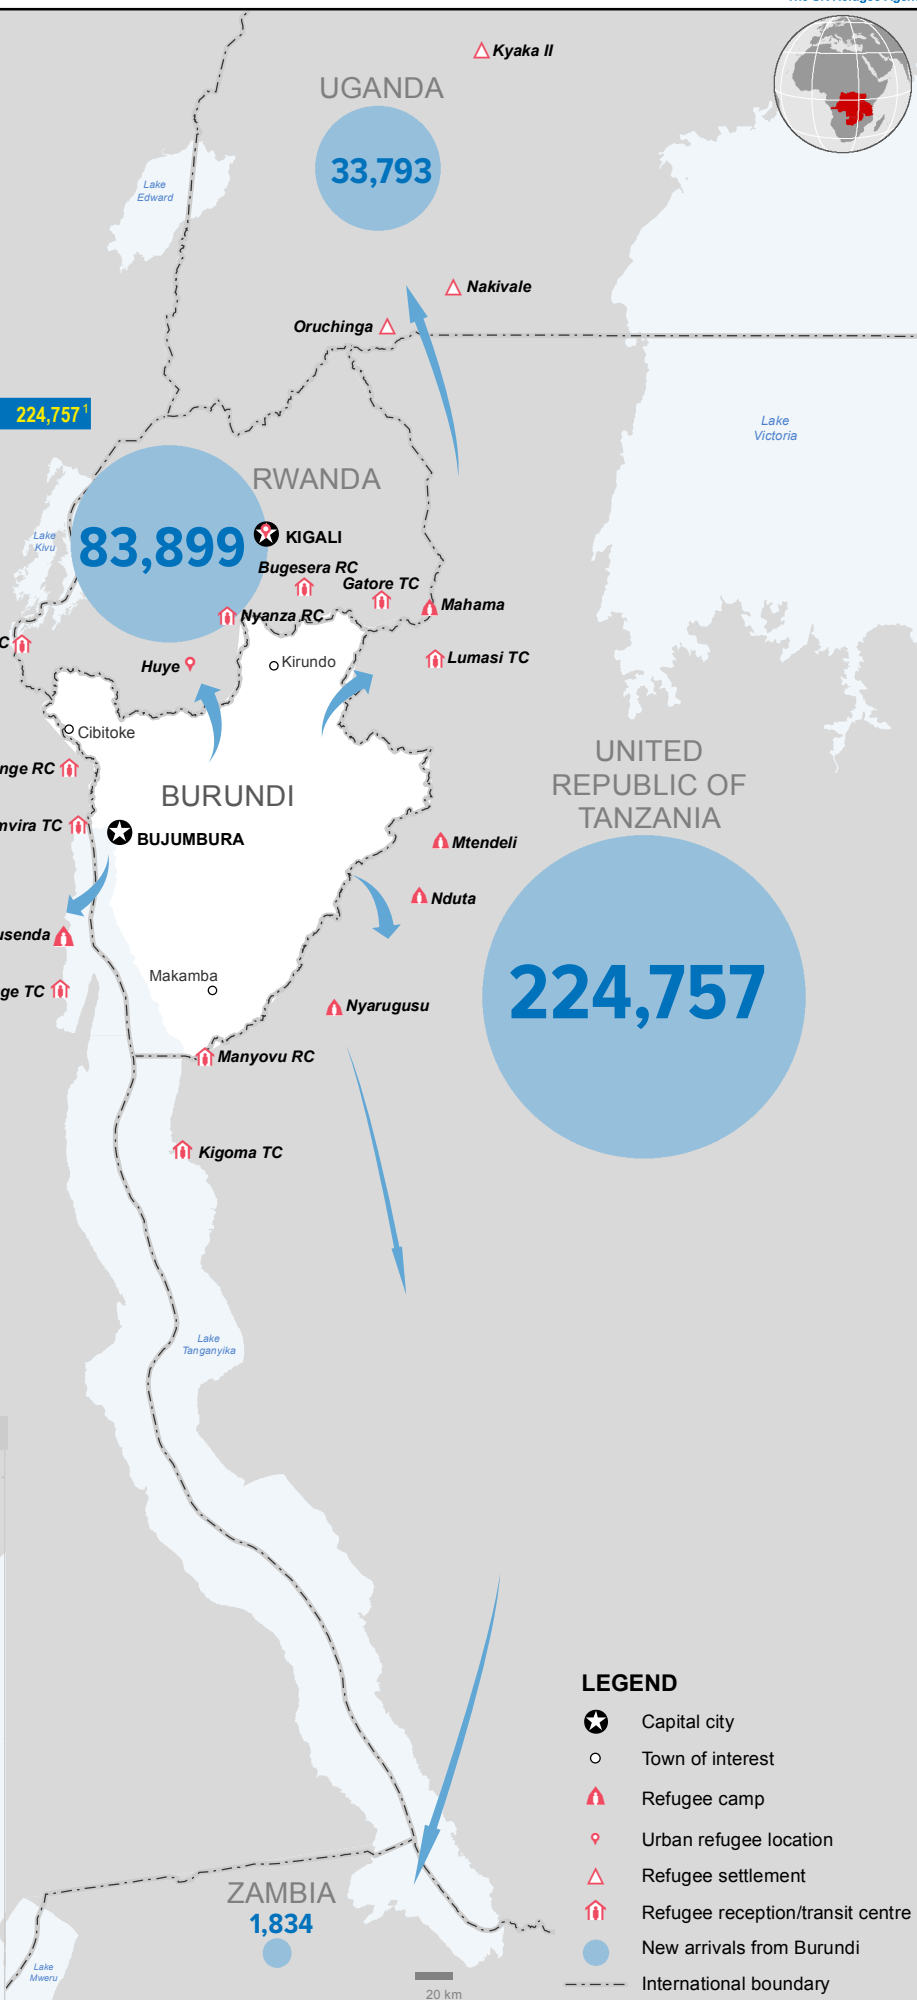 Kyaka II
UGANDA
33,793
Lake
Edward
Nakivale
Oruchinga
224,757 1
Lake
Victoria
RWANDA
83,899
KIGALI
Lake
Kivu
Bugesera RC
Gatore TC
Mahama
Nyanza RC
C
Kirundo
Lumasi TC
Huye
Cibitoke
UNITED
REPUBLIC OF
TANZANIA
nge RC
BURUNDI
mvira TC
BUJUMBURA
Mtendeli
Nduta
usenda
224,757
Makamba
ge TC
Nyarugusu
Manyovu RC
Kigoma TC
Lake
Tanganyika
LEGEND
Capital city
Town of interest
Refugee camp
Urban refugee location
Refugee settlement
Refugee reception/transit centre
New arrivals from Burundi
International boundary
ZAMBIA
1,834
Lake
Mweru
20 km